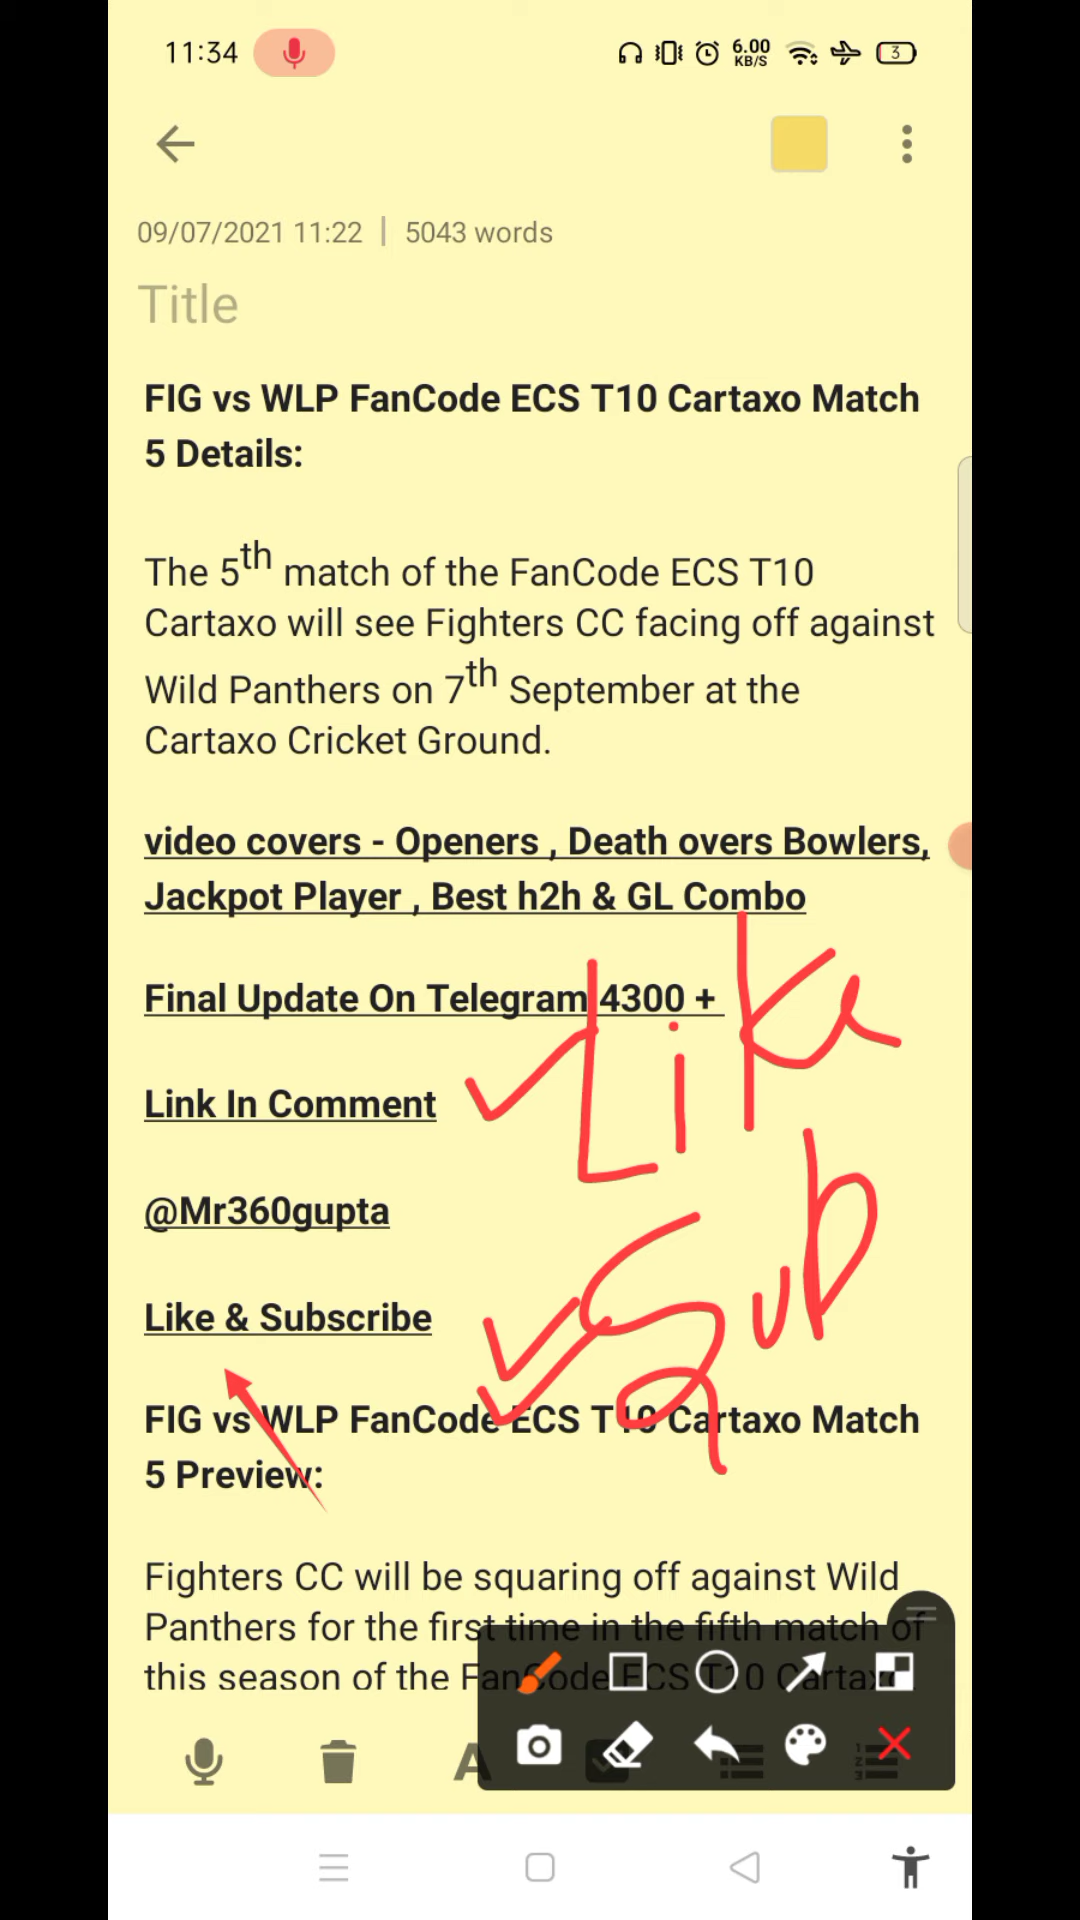 11:34 6.00 KB/S 3
09/07/2021 11:22 | 5043 words
Title
FIG vs WLP FanCode ECS T10 Cartaxo Match
5 Details:
The 5th match of the FanCode ECS T10
Cartaxo will see Fighters CC facing off against
Wild Panthers on 7th September at the
Cartaxo Cricket Ground.
video covers - Openers , Death overs Bowlers,
Jackpot Player , Best h2h & GL Combo
Final Update On Telegram 4300 +
Like
Link In Comment
@Mr360gupta
Sub
Like & Subscribe
FIG vs WLP FanCode ECS T10 Cartaxo Match
5 Preview:
Fighters CC will be squaring off against Wild
Panthers for the first time in the fifth match of
this season of the FanCode ECS T10 Cartaxo
A